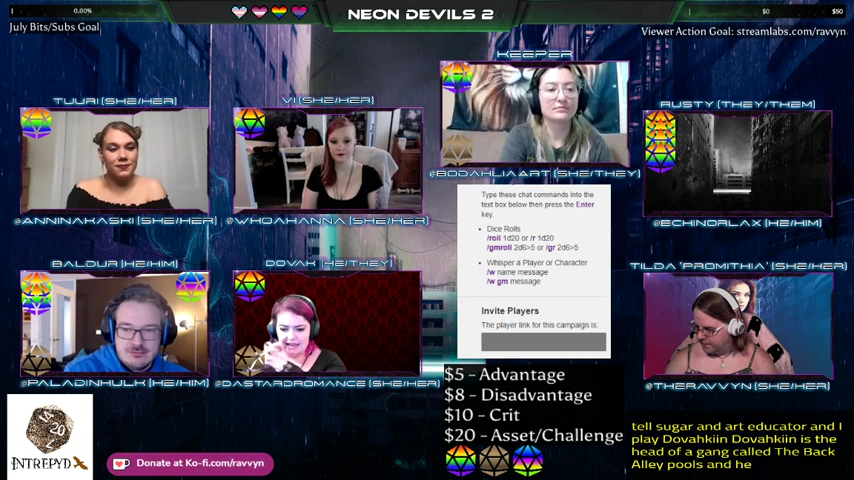 0.00%
NEON DEVILS 2
$0
$50
July Bits/Subs Goal
Viewer Action Goal: streamlabs.com/ravvyn
KEEPER
TUURI (SHE/HER)
VI (SHE/HER)
RUSTY (THEY/THEM)
@BODAHLIAART (SHE/THEY)
@ANNINAKASKI (SHE/HER)
@WHOAHANNA (SHE/HER)
@ECHINORLAX (HE/HIM)
Type these chat commands into the
text box below then press the Enter
key.
Dice Rolls
/roll 1d20 or /r 1d20
/gmroll 2d6>5 or /gr 2d6>5
Whisper a Player or Character
/w name message
/w gm message
Invite Players
The player link for this campaign is:
BALDUR (HE/HIM)
DOVAK (HE/THEY)
TILDA 'PROMITHIA' (SHE/HER)
@PALADINHULK (HE/HIM)
@DASTARDROMANCE (SHE/HER)
@THERAVVYN (SHE/HER)
$5 - Advantage
$8 - Disadvantage
$10 - Crit
$20 - Asset/Challenge
20
INTREPYD
Donate at Ko-fi.com/ravvyn
tell sugar and art educator and I
play Dovahkiin Dovahkiin is the
head of a gang called The Back
Alley pools and he